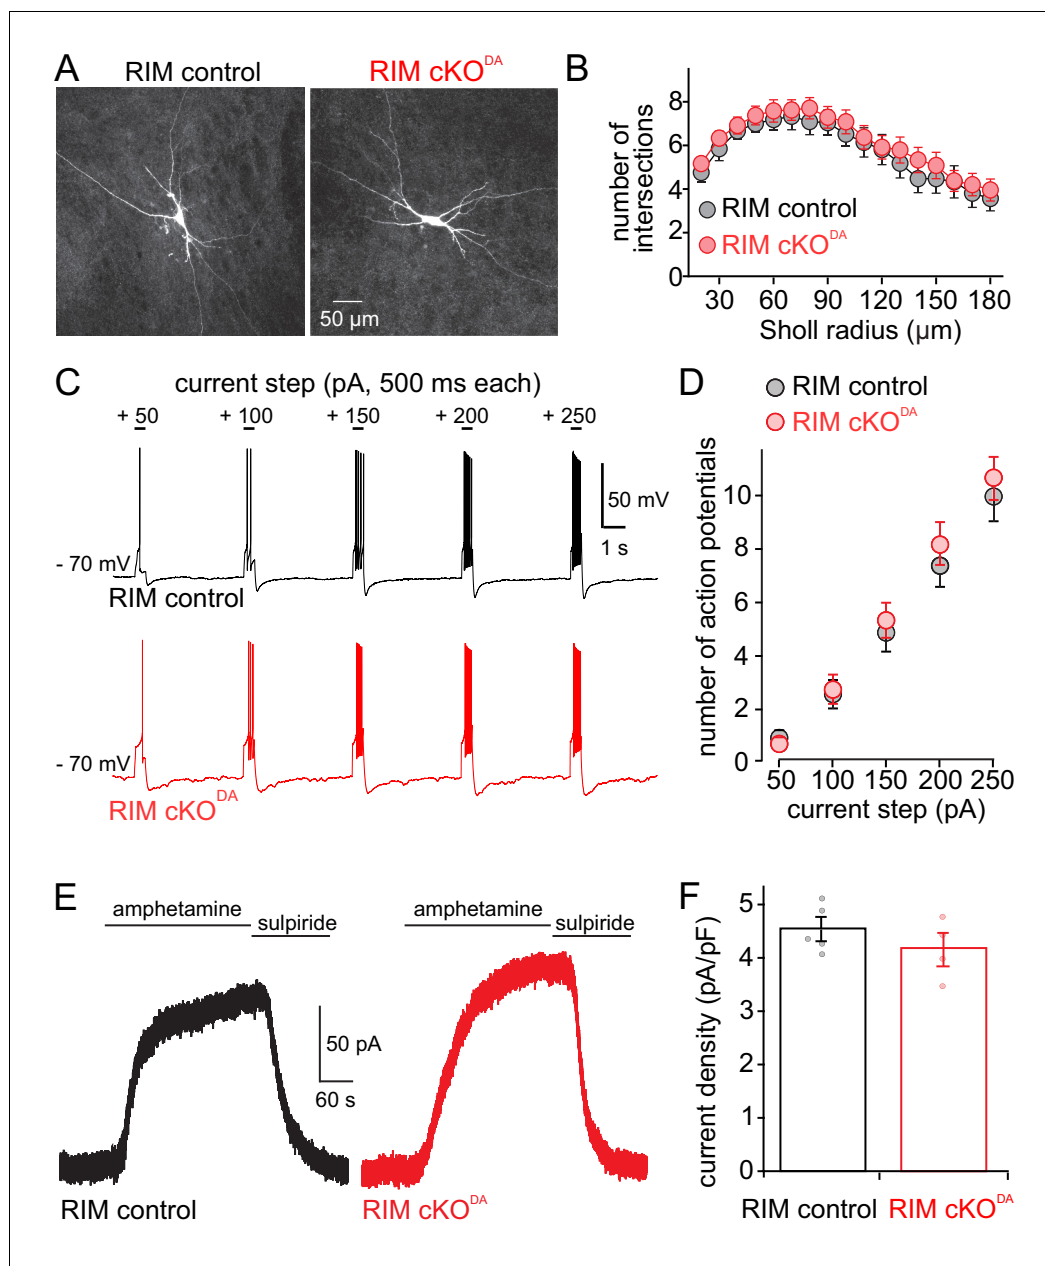 A
RIM control
RIM cKO^DA
50 µm
B
number of
intersections
8
6
4
2
0
RIM control
RIM cKO^DA
30 60 90 120 150 180
Sholl radius (µm)
C
current step (pA, 500 ms each)
+ 50 + 100 + 150 + 200 + 250
50 mV
1 s
- 70 mV
RIM control
- 70 mV
RIM cKO^DA
D
RIM control
RIM cKO^DA
number of action potentials
10
8
6
4
2
0
50 100 150 200 250
current step (pA)
E
amphetamine
sulpiride
amphetamine
sulpiride
50 pA
60 s
RIM control
RIM cKO^DA
F
current density (pA/pF)
5
4
3
2
1
0
RIM control RIM cKO^DA